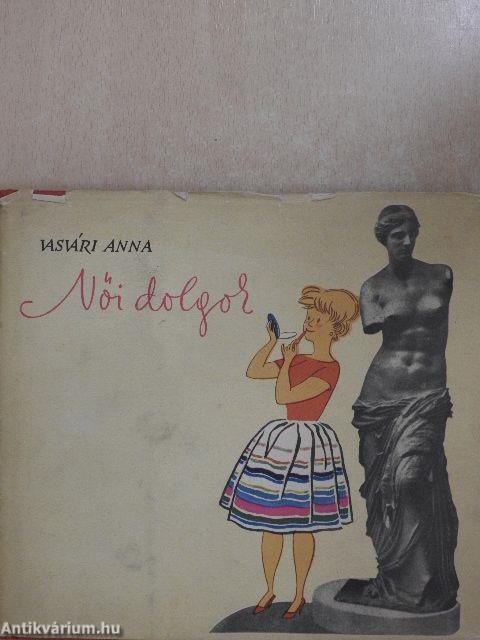 VASVÁRI ANNA
Női dolgok
Antikvárium.hu